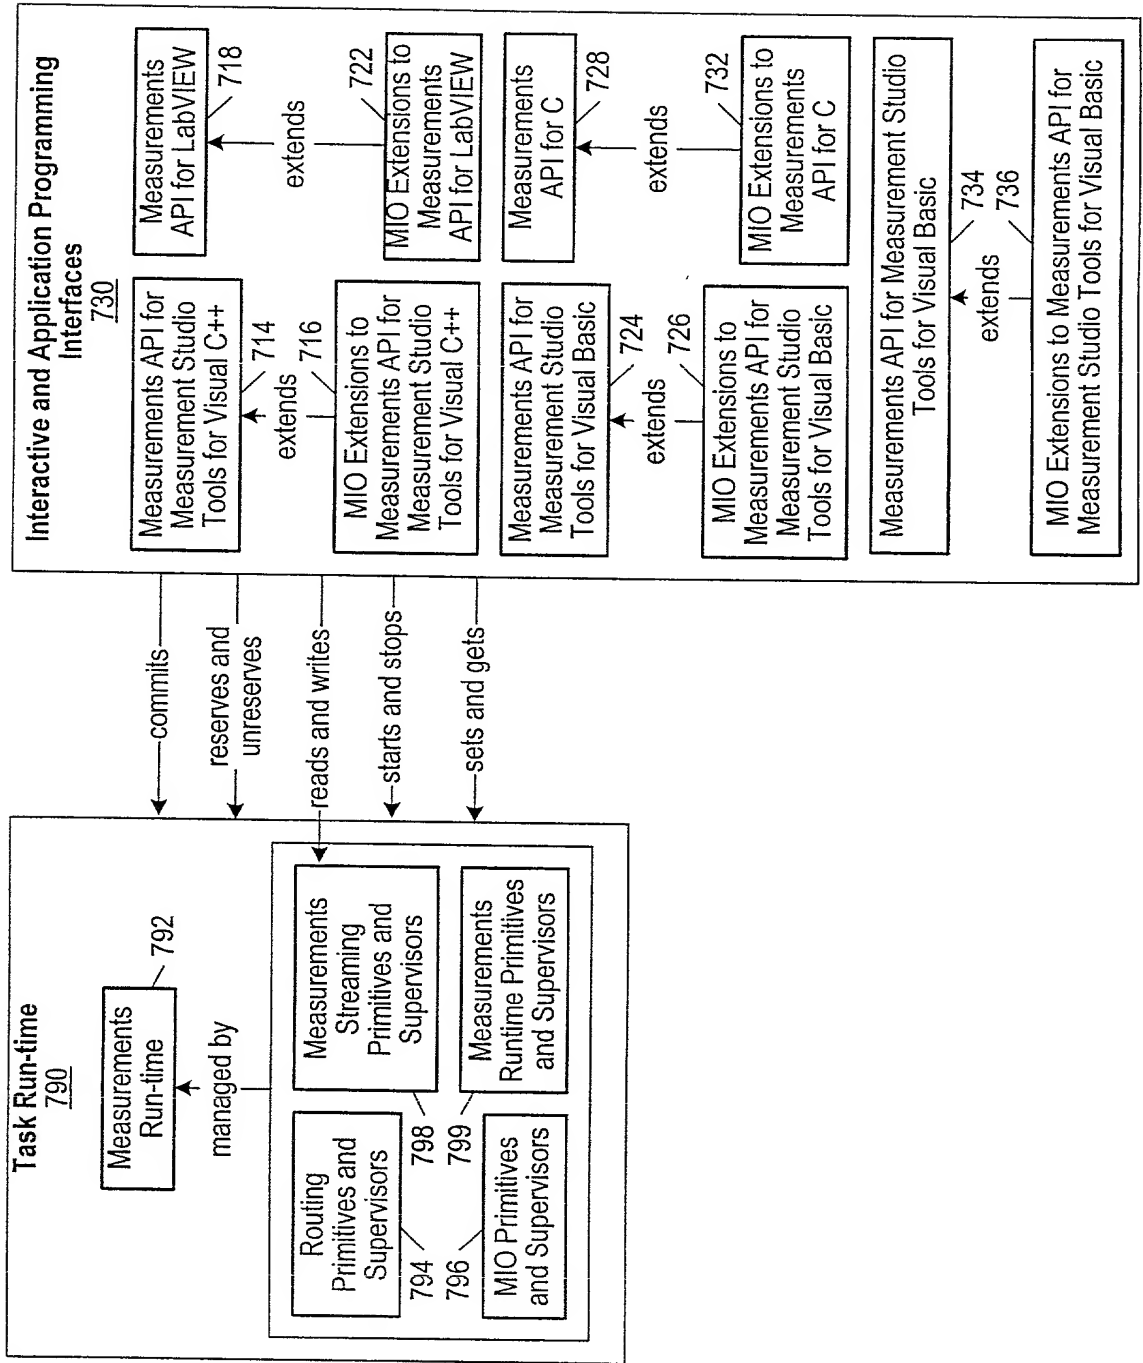 Task Run-time
790
Measurements
Run-time
792
managed by
Routing
Primitives and
Supervisors
794
Measurements
Streaming
Primitives and
Supervisors
798
796
MIO Primitives
and Supervisors
799
Measurements
Runtime Primitives
and Supervisors
commits
reserves and
unreserves
reads and writes
starts and stops
sets and gets
Interactive and Application Programming
Interfaces
730
Measurements API for
Measurement Studio
Tools for Visual C++
714
extends
716
MIO Extensions to
Measurements API for
Measurement Studio
Tools for Visual C++
Measurements
API for LabVIEW
718
extends
722
MIO Extensions to
Measurements
API for LabVIEW
Measurements API for
Measurement Studio
Tools for Visual Basic
724
extends
726
MIO Extensions to
Measurements API for
Measurement Studio
Tools for Visual Basic
Measurements
API for C
728
extends
732
MIO Extensions to
Measurements
API for C
Measurements API for Measurement Studio
Tools for Visual Basic
734
extends
736
MIO Extensions to Measurements API for
Measurement Studio Tools for Visual Basic